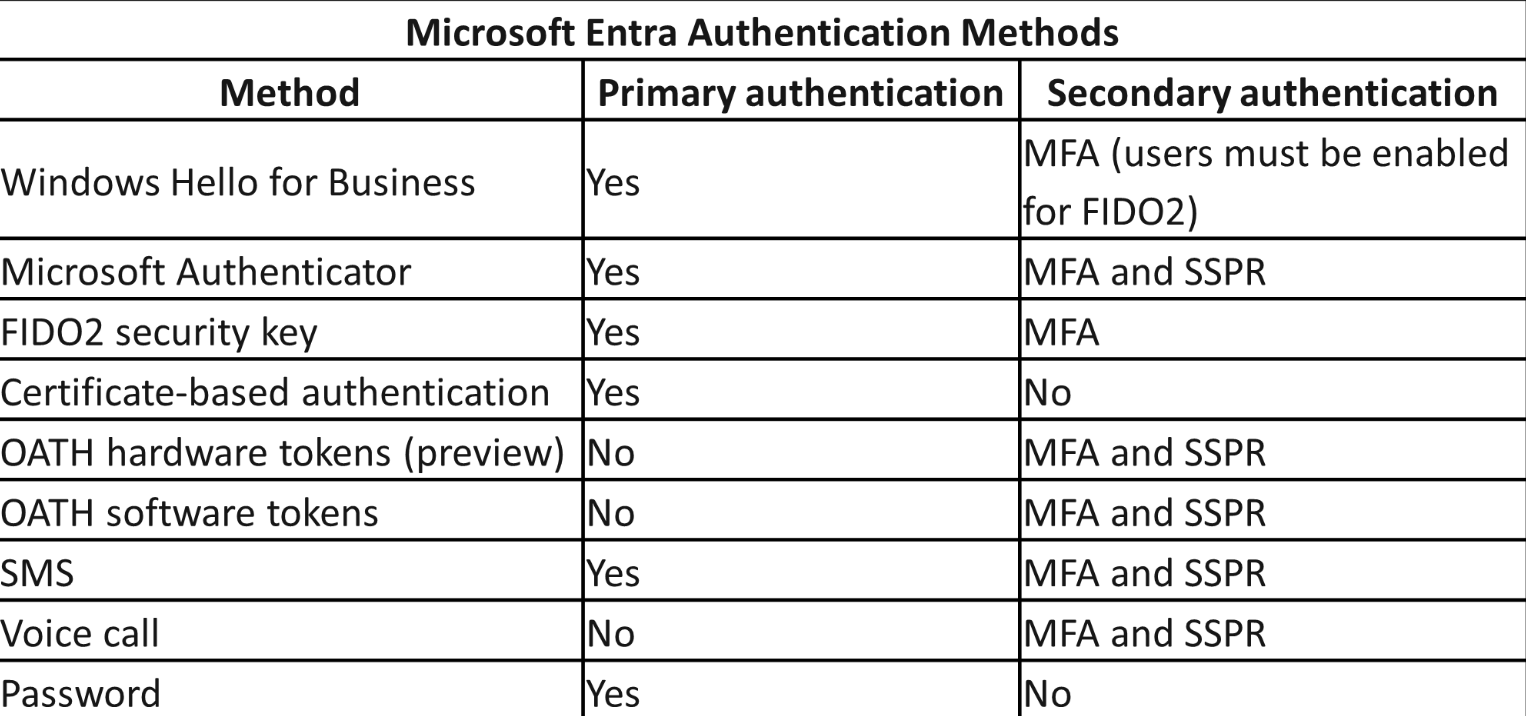 Microsoft Entra Authentication Methods
Method Primary authentication Secondary authentication
Windows Hello for Business Yes MFA (users must be enabled
for FIDO2)
Microsoft Authenticator Yes MFA and SSPR
FIDO2 security key Yes MFA
Certificate-based authentication Yes No
OATH hardware tokens (preview) No MFA and SSPR
OATH software tokens No MFA and SSPR
SMS Yes MFA and SSPR
Voice call No MFA and SSPR
Password Yes No